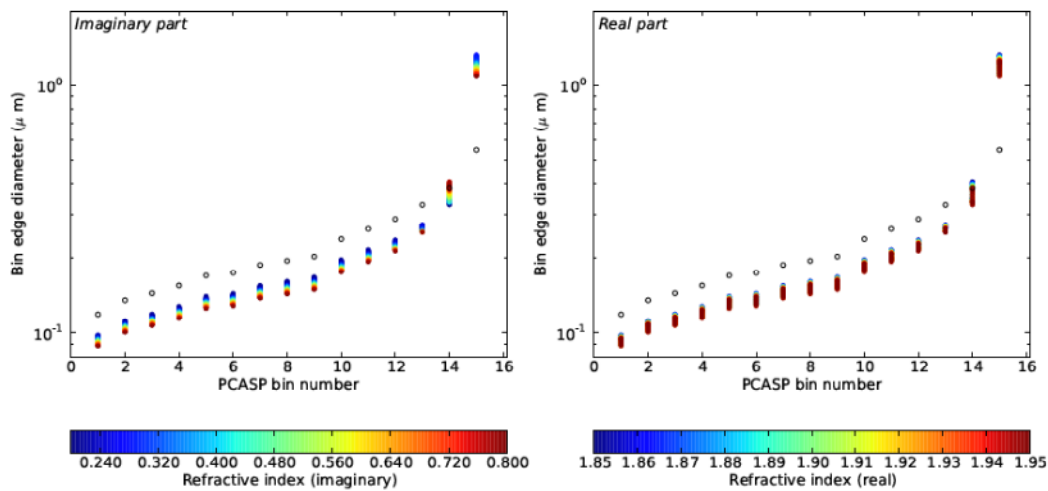 Imaginary part
Real part
Bin edge diameter (μ m)
Bin edge diameter (μ m)
10⁰
10⁰
10⁻¹
10⁻¹
0 2 4 6 8 10 12 14 16
0 2 4 6 8 10 12 14 16
PCASP bin number
PCASP bin number
0.240 0.320 0.400 0.480 0.560 0.640 0.720 0.800
1.85 1.86 1.87 1.88 1.89 1.90 1.91 1.92 1.93 1.94 1.95
Refractive index (imaginary)
Refractive index (real)